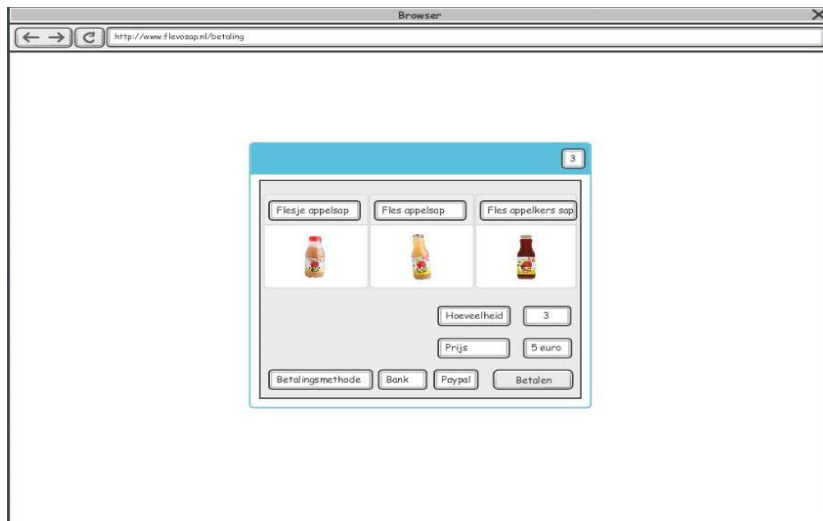 Browser
http://www.flevosap.nl/betaling
3
Flesje appelsap
Fles appelsap
Fles appelkers sap
Hoeveelheid
3
Prijs
5 euro
Betalingsmethode
Bank
Paypal
Betalen